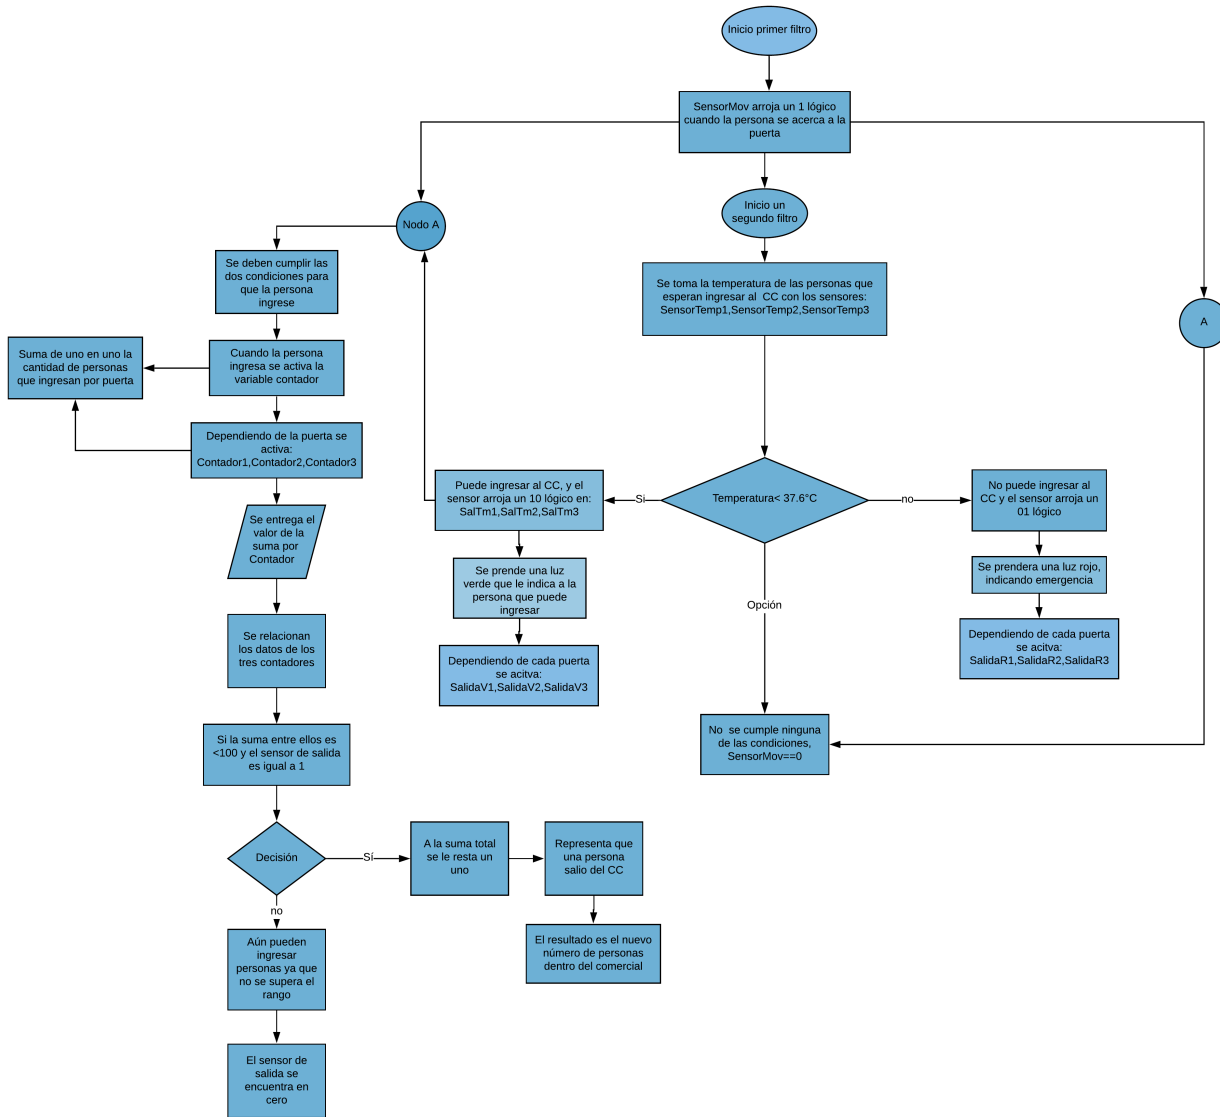 Inicio primer filtro
SensorMov arroja un 1 lógico
cuando la persona se acerca a la
puerta
Nodo A
Inicio un
segundo filtro
Se deben cumplir las
dos condiciones para
que la persona
ingrese
Se toma la temperatura de las personas que
esperan ingresar al CC con los sensores:
SensorTemp1,SensorTemp2,SensorTemp3
A
Suma de uno en uno la
cantidad de personas
que ingresan por puerta
Cuando la persona
ingresa se activa la
variable contador
Dependiendo de la puerta se
activa:
Contador1,Contador2,Contador3
Puede ingresar al CC, y el
sensor arroja un 10 lógico en:
SalTm1,SalTm2,SalTm3
Si
Temperatura< 37.6°C
no
No puede ingresar al
CC y el sensor arroja un
01 lógico
Se entrega el
valor de la
suma por
Contador
Se prende una luz
verde que le indica a la
persona que puede
ingresar
Se prendera una luz rojo,
indicando emergencia
Opción
Se relacionan
los datos de los
tres contadores
Dependiendo de cada puerta
se acitva:
SalidaV1,SalidaV2,SalidaV3
Dependiendo de cada puerta
se acitva:
SalidaR1,SalidaR2,SalidaR3
Si la suma entre ellos es
<100 y el sensor de salida
es igual a 1
No se cumple ninguna
de las condiciones,
SensorMov==0
Decisión
Sí
A la suma total
se le resta un
uno
Representa que
una persona
salio del CC
no
Aún pueden
ingresar
personas ya que
no se supera el
rango
El resultado es el nuevo
número de personas
dentro del comercial
El sensor de
salida se
encuentra en
cero